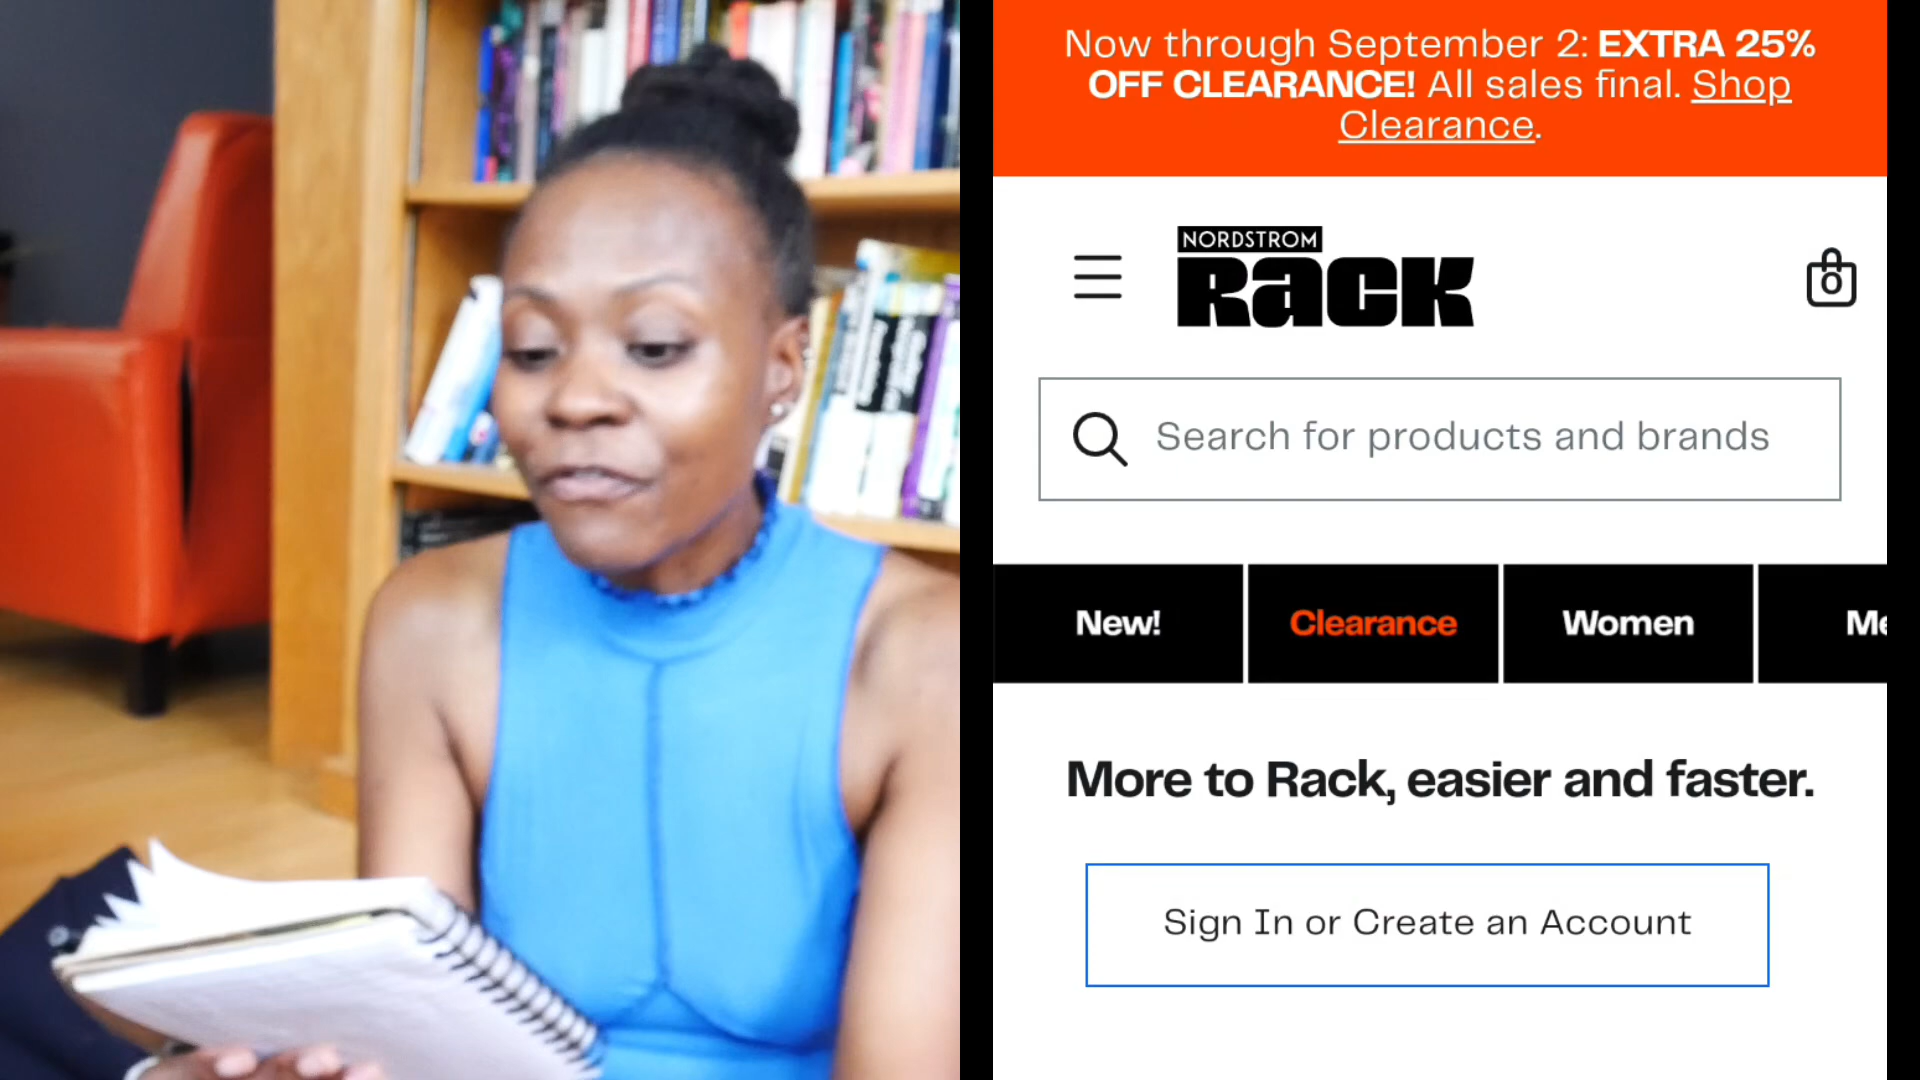 Now through September 2: EXTRA 25%
OFF CLEARANCE! All sales final. Shop
Clearance.
NORDSTROM
Rack
0
Search for products and brands
New!
Clearance
Women
Me
More to Rack, easier and faster.
Sign In or Create an Account